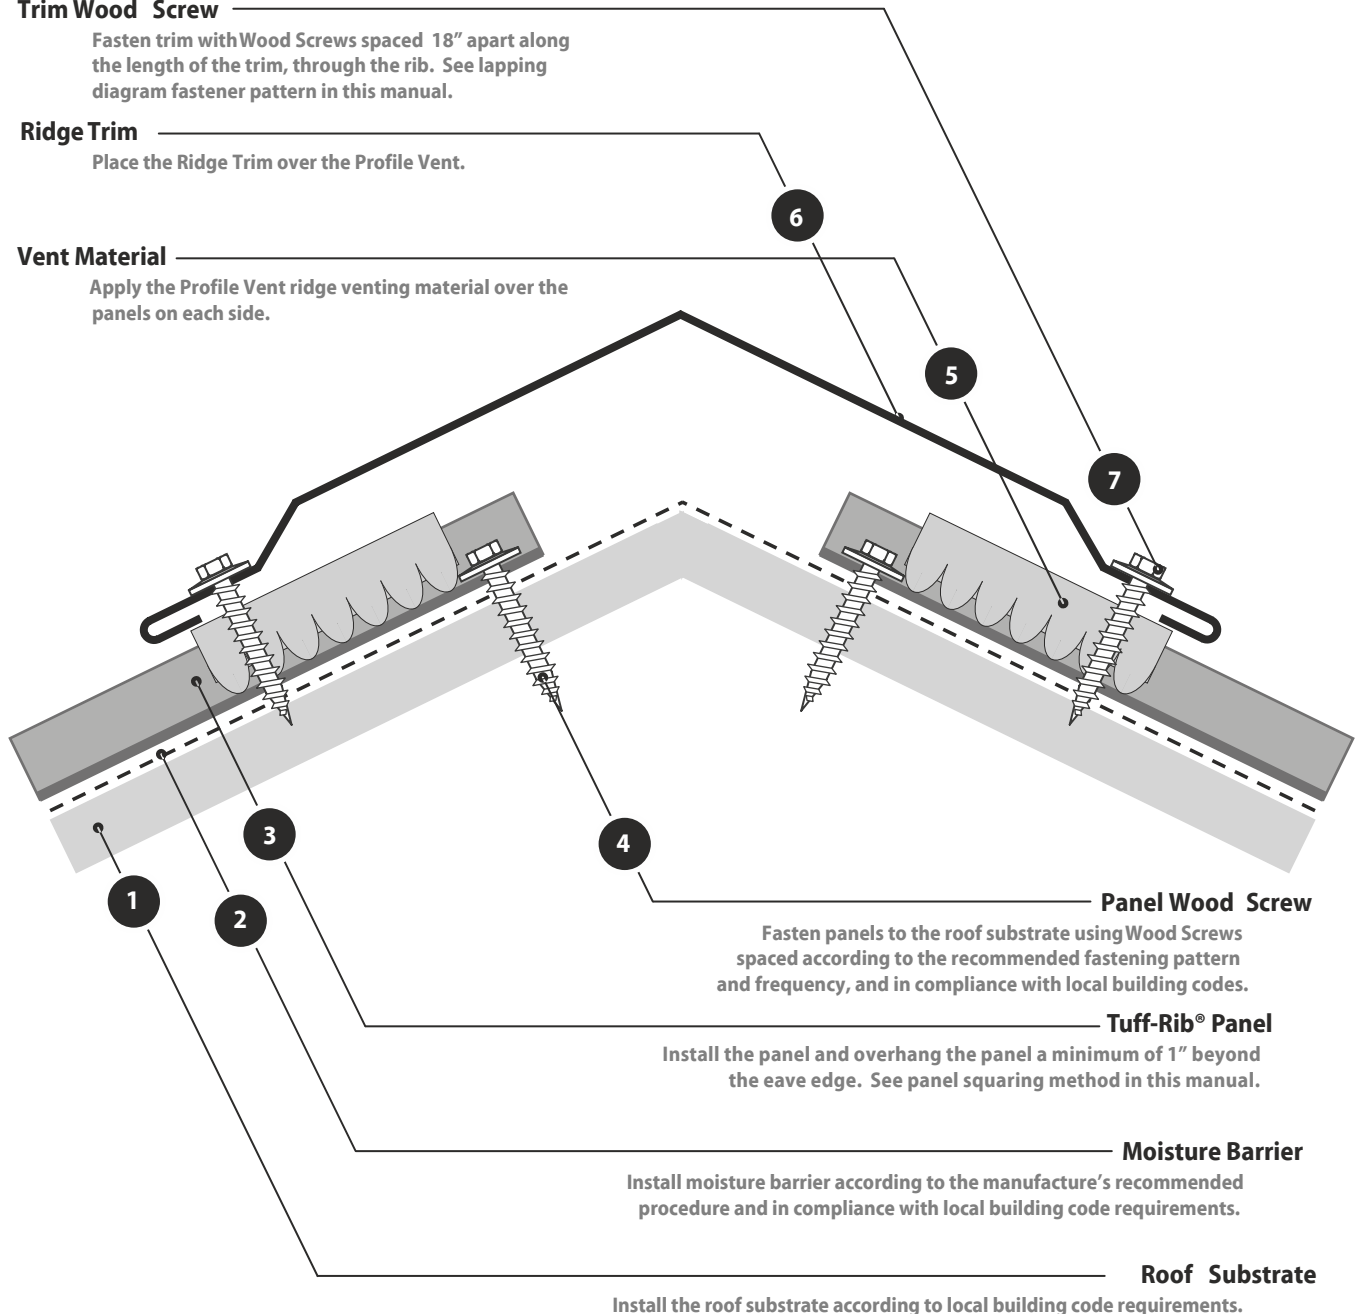 Trim Wood Screw
Fasten trim with Wood Screws spaced 18” apart along
the length of the trim, through the rib. See lapping
diagram fastener pattern in this manual.
Ridge Trim
Place the Ridge Trim over the Profile Vent.
6
Vent Material
Apply the Profile Vent ridge venting material over the
panels on each side.
5
7
3
4
1
2
Panel Wood Screw
Fasten panels to the roof substrate using Wood Screws
spaced according to the recommended fastening pattern
and frequency, and in compliance with local building codes.
Tuff-Rib® Panel
Install the panel and overhang the panel a minimum of 1” beyond
the eave edge. See panel squaring method in this manual.
Moisture Barrier
Install moisture barrier according to the manufacture’s recommended
procedure and in compliance with local building code requirements.
Roof Substrate
Install the roof substrate according to local building code requirements.